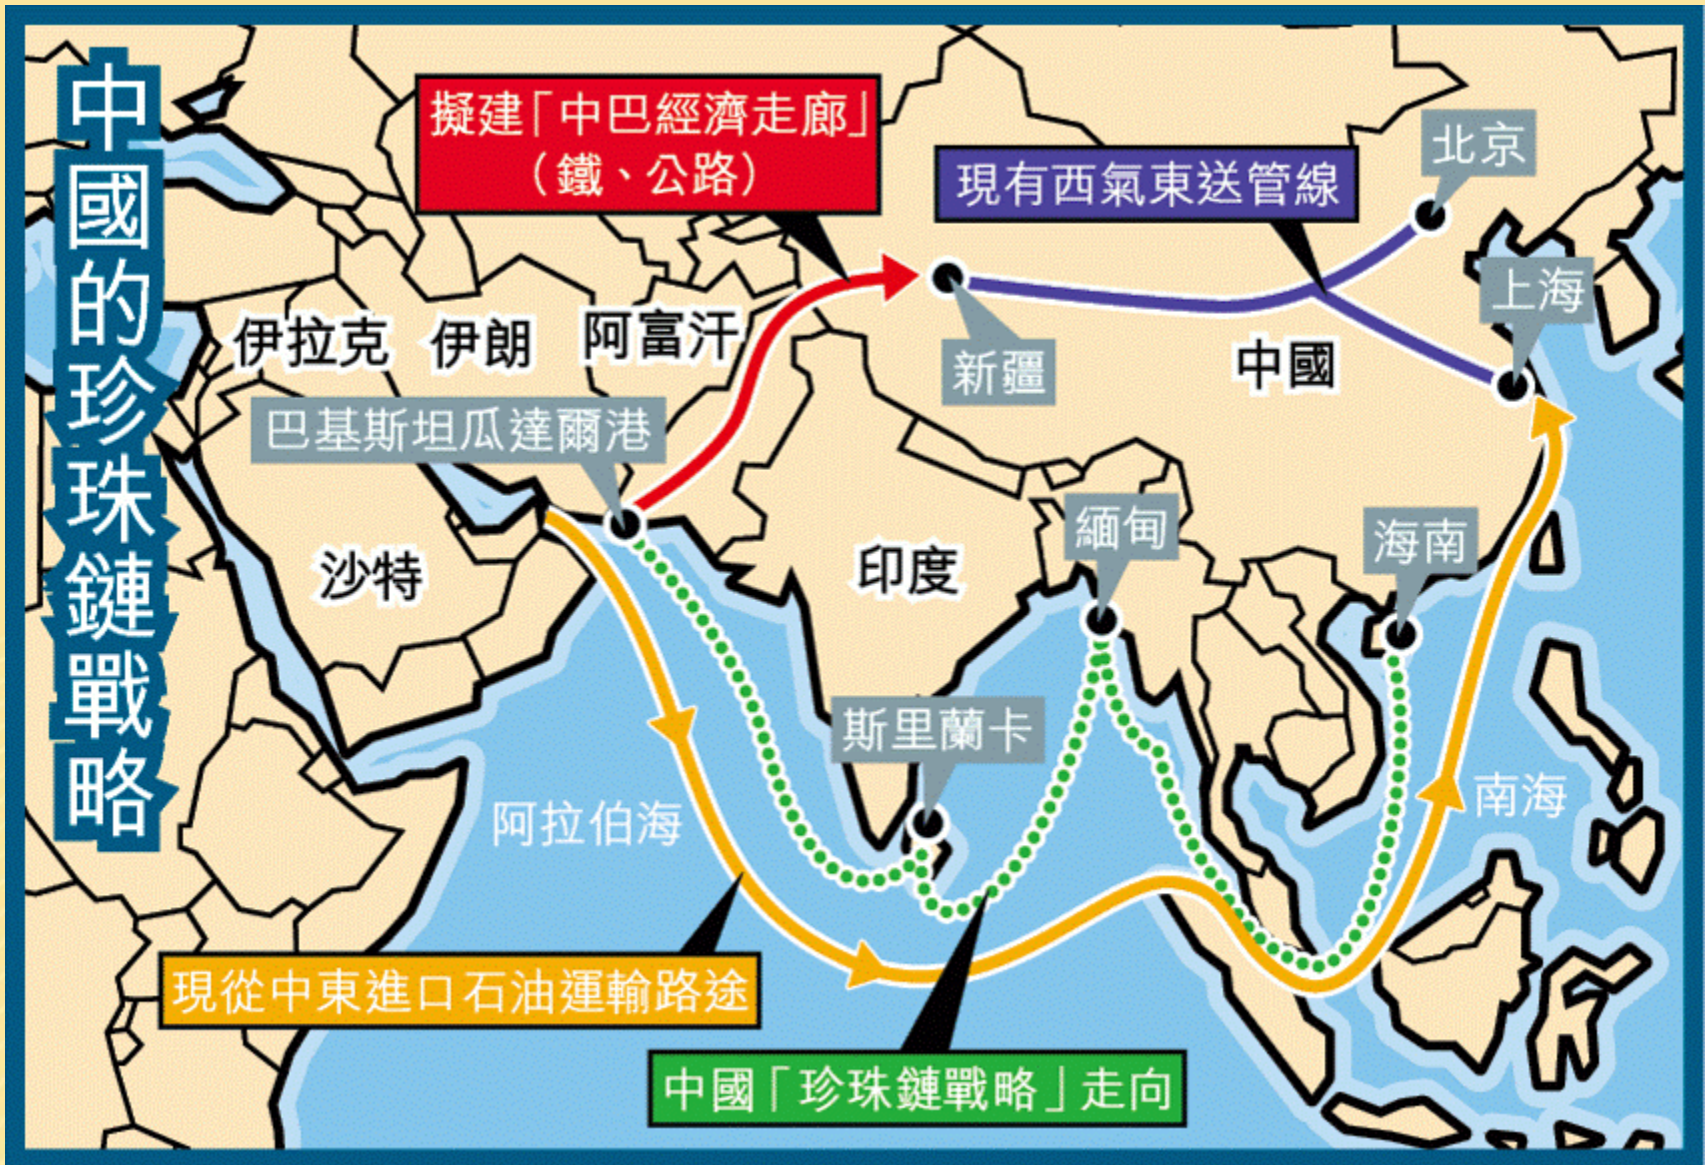 中國的珍珠鏈戰略
擬建「中巴經濟走廊」
（鐵、公路）
現有西氣東送管線
北京
上海
新疆
中國
伊拉克
伊朗
阿富汗
巴基斯坦瓜達爾港
沙特
印度
緬甸
海南
斯里蘭卡
阿拉伯海
南海
現從中東進口石油運輸路途
中國「珍珠鏈戰略」走向